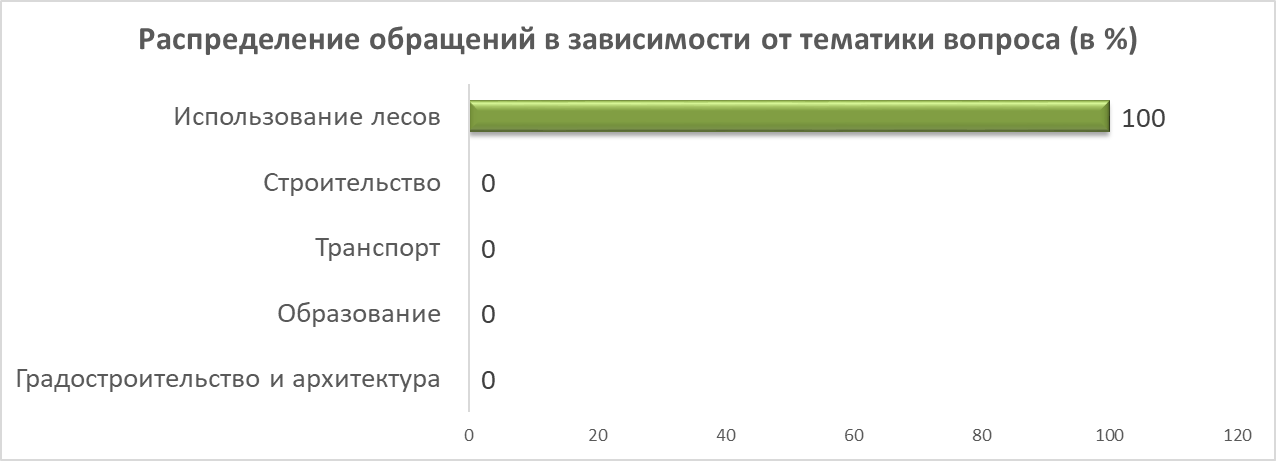 Распределение обращений в зависимости от тематики вопроса (в %)
Использование лесов 100
Строительство 0
Транспорт 0
Образование 0
Градостроительство и архитектура 0
0 20 40 60 80 100 120